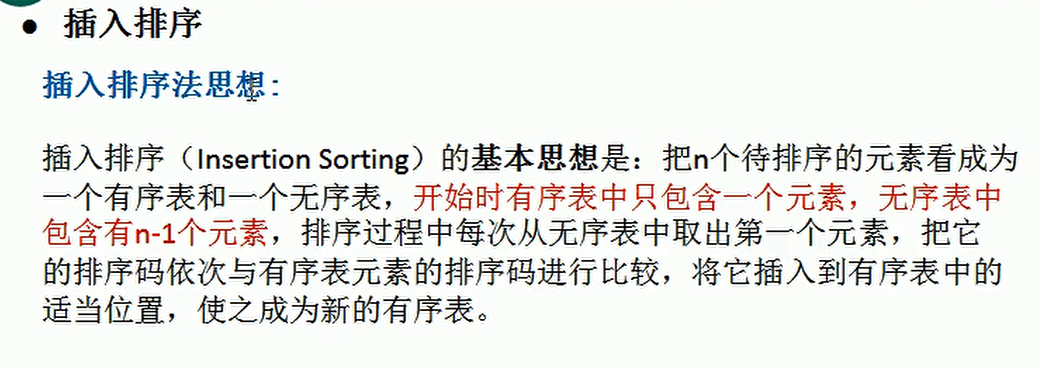 ● 插入排序
插入排序法思想:
插入排序（Insertion Sorting）的基本思想是：把n个待排序的元素看成为
一个有序表和一个无序表，开始时有序表中只包含一个元素，无序表中
包含有n-1个元素，排序过程中每次从无序表中取出第一个元素，把它
的排序码依次与有序表元素的排序码进行比较，将它插入到有序表中的
适当位置，使之成为新的有序表。